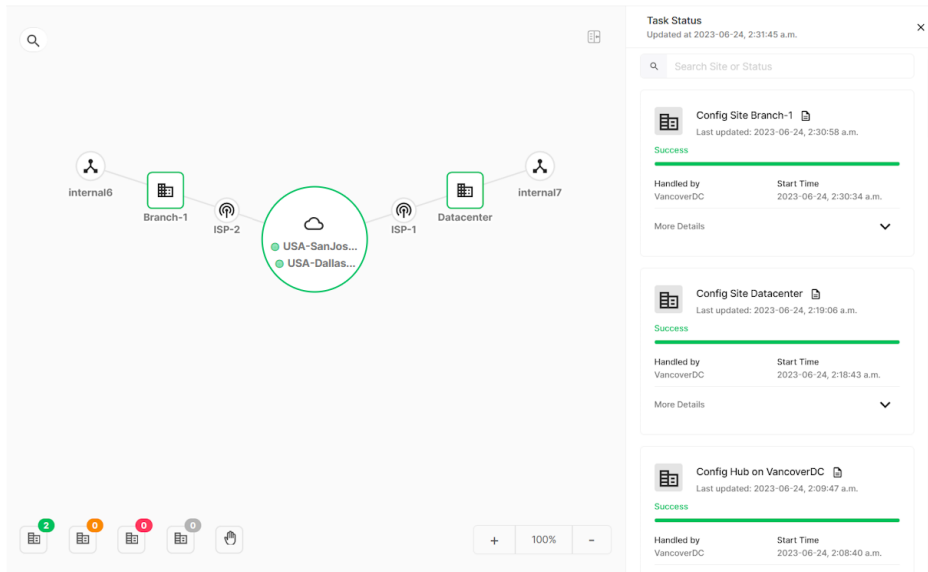 Task Status
Updated at 2023-06-24, 2:31:45 a.m.
Search Site or Status
internal6
Branch-1
ISP-2
USA-SanJos...
USA-Dallas...
ISP-1
Datacenter
internal7
2
0
0
0
+ 100% -
Config Site Branch-1
Last updated: 2023-06-24, 2:30:58 a.m.
Success
Handled by Start Time
VancoverDC 2023-06-24, 2:30:34 a.m.
More Details
Config Site Datacenter
Last updated: 2023-06-24, 2:19:06 a.m.
Success
Handled by Start Time
VancoverDC 2023-06-24, 2:18:43 a.m.
More Details
Config Hub on VancoverDC
Last updated: 2023-06-24, 2:09:47 a.m.
Success
Handled by Start Time
VancoverDC 2023-06-24, 2:08:40 a.m.